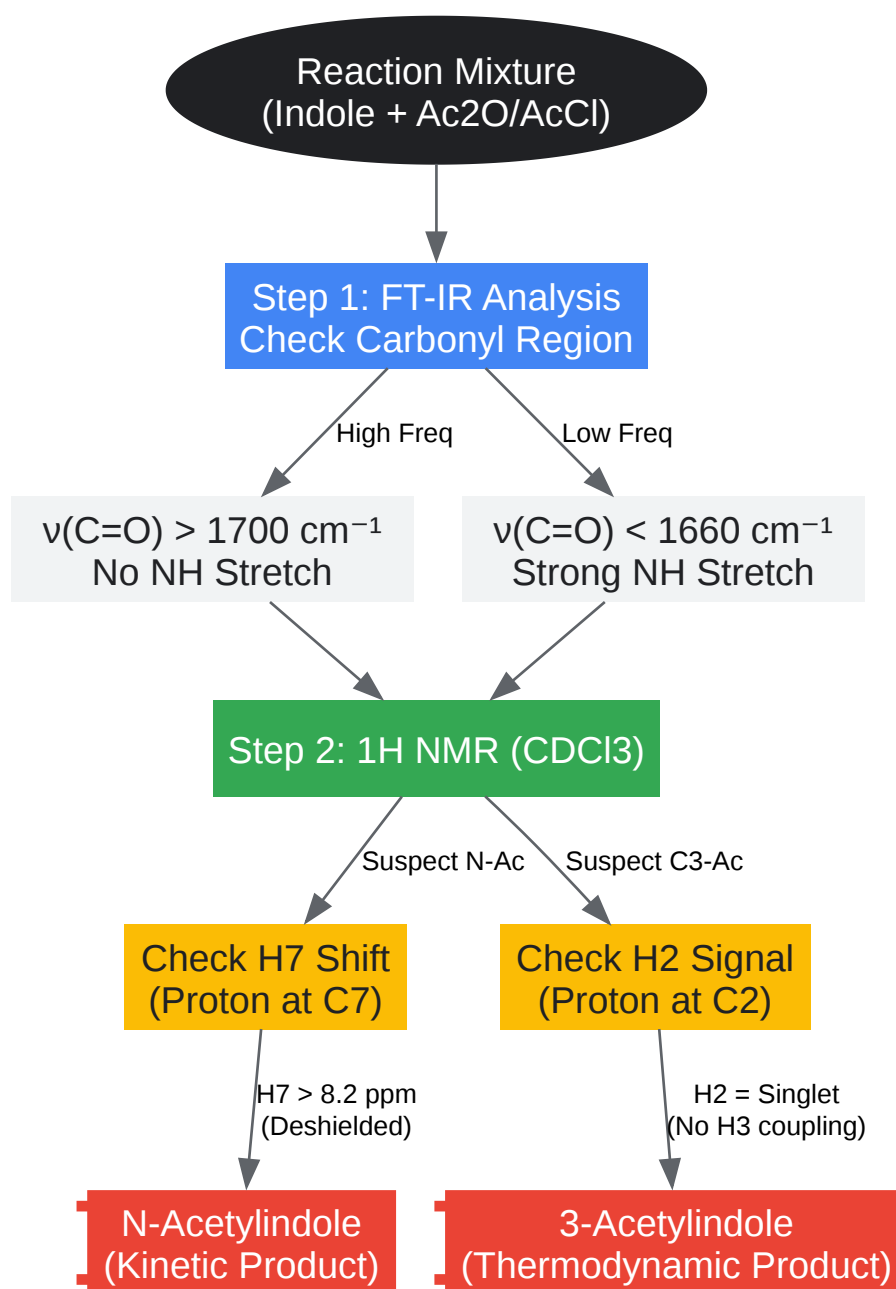 Reaction Mixture
(Indole + Ac2O/AcCl)
Step 1: FT-IR Analysis
Check Carbonyl Region
High Freq
Low Freq
ν(C=O) > 1700 cm⁻¹
No NH Stretch
ν(C=O) < 1660 cm⁻¹
Strong NH Stretch
Step 2: 1H NMR (CDCl3)
Suspect N-Ac
Suspect C3-Ac
Check H7 Shift
(Proton at C7)
Check H2 Signal
(Proton at C2)
H7 > 8.2 ppm
(Deshielded)
H2 = Singlet
(No H3 coupling)
N-Acetylindole
(Kinetic Product)
3-Acetylindole
(Thermodynamic Product)